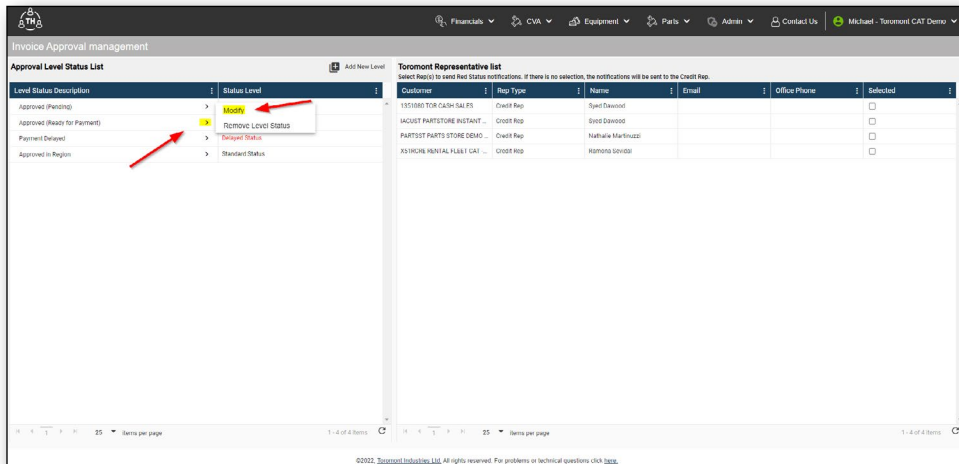 TH
Financials
CVA
Equipment
Parts
Admin
Contact Us
Michael - Toromont CAT Demo
Invoice Approval management
Approval Level Status List
Add New Level
Level Status Description
Status Level
Approved (Pending)
Modify
Approved (Ready for Payment)
Remove Level Status
Payment Delayed
Delayed Status
Approved in Region
Standard Status
1
25
items per page
1 - 4 of 4 items
Toromont Representative list
Select Rep(s) to send Red Status notifications. If there is no selection, the notifications will be sent to the Credit Rep.
Customer
Rep Type
Name
Email
Office Phone
Selected
1351080 TOR CASH SALES
Credit Rep
Syed Dawood
IACUST PARTSTORE INSTANT ...
Credit Rep
Syed Dawood
PARTSST PARTS STORE DEMO ...
Credit Rep
Nathalie Martinuzzi
X5TRCRE RENTAL FLEET CAT -...
Credit Rep
Ramona Sevidal
1
25
items per page
1 - 4 of 4 items
©2022, Toromont Industries Ltd. All rights reserved. For problems or technical questions click here.